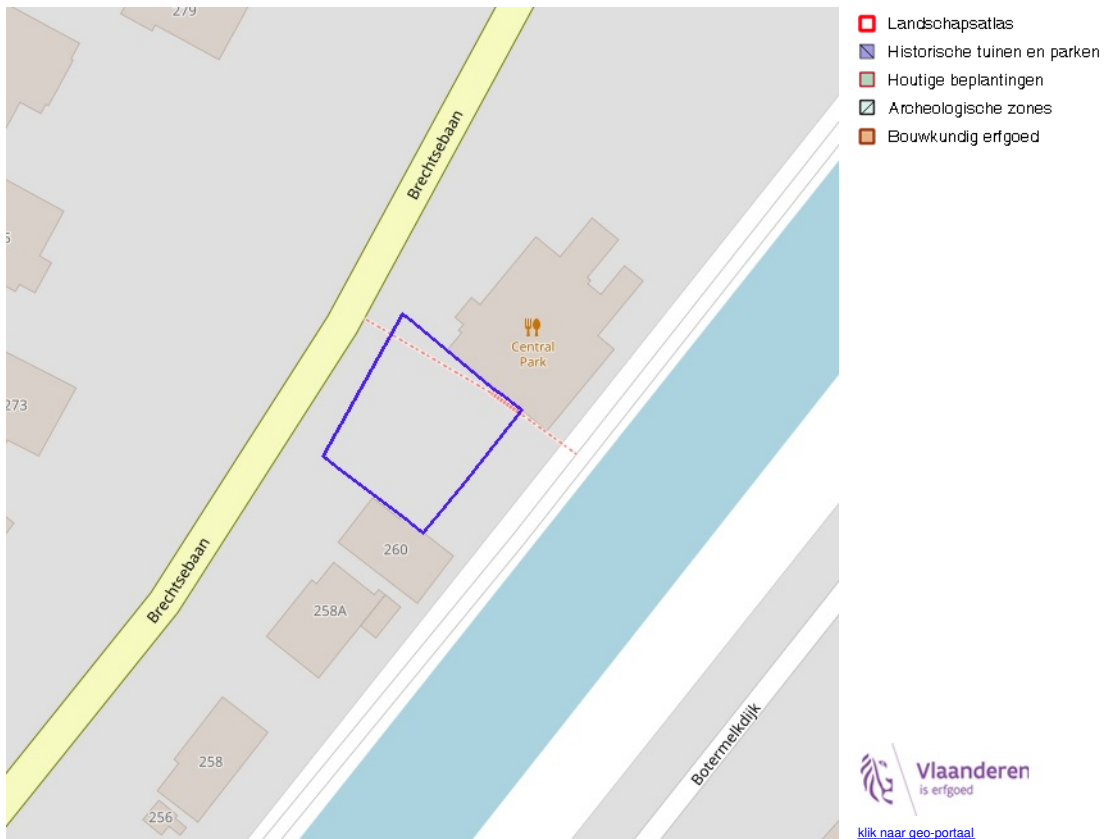 279
Brechtsebaan
Central
Park
273
260
Brechtsebaan
258A
258
256
Botermelkdijk
Landschapsatlas
Historische tuinen en parken
Houtige beplantingen
Archeologische zones
Bouwkundig erfgoed
Vlaanderen
is erfgoed
klik naar geo-portaal